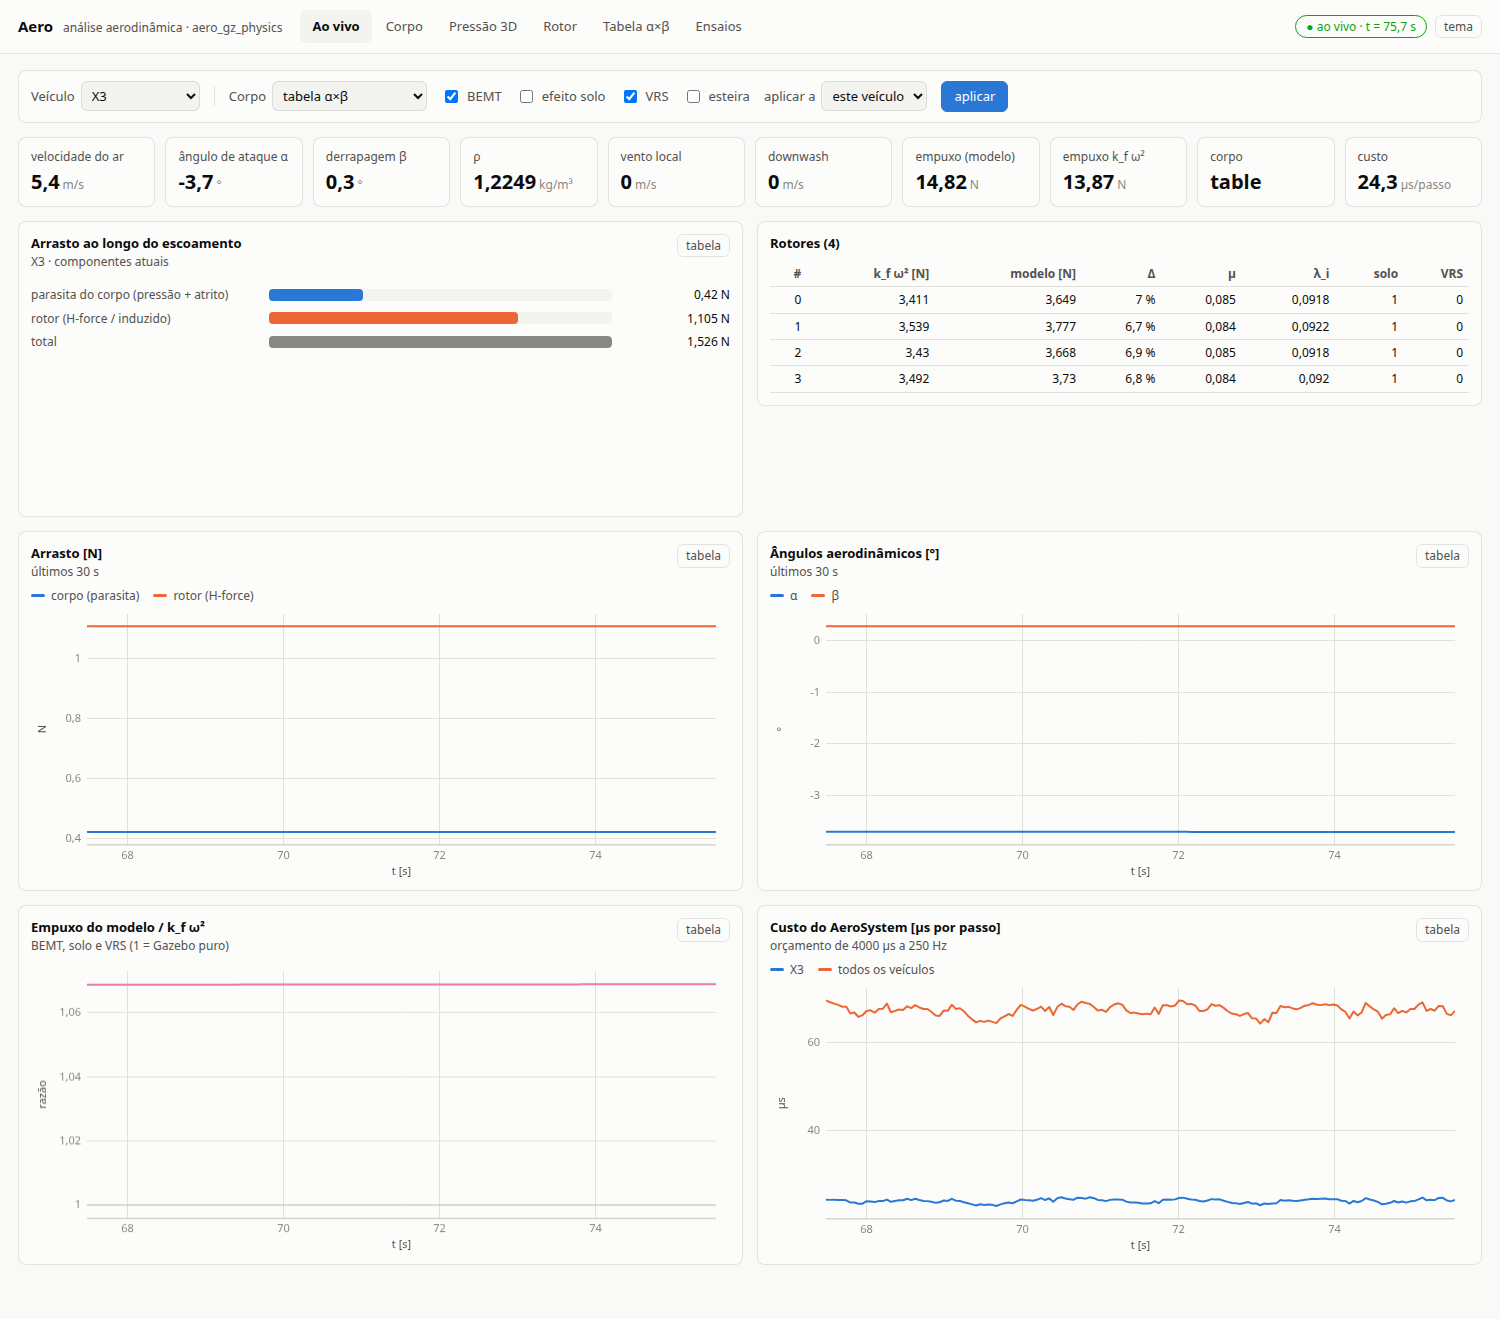 Aero análise aerodinâmica · aero_gz_physics Ao vivo Corpo Pressão 3D Rotor Tabela α×β Ensaios ● ao vivo · t = 75,7 s tema
Veículo X3 Corpo tabela α×β BEMT efeito solo VRS esteira aplicar a este veículo aplicar
velocidade do ar ângulo de ataque α derrapagem β ρ vento local downwash empuxo (modelo) empuxo k_f ω² corpo custo
5,4 m/s -3,7 ° 0,3 ° 1,2249 kg/m³ 0 m/s 0 m/s 14,82 N 13,87 N table 24,3 µs/passo
Arrasto ao longo do escoamento tabela
X3 · componentes atuais
parasita do corpo (pressão + atrito) 0,42 N
rotor (H-force / induzido) 1,105 N
total 1,526 N
Rotores (4)
# k_f ω² [N] modelo [N] Δ μ λ_i solo VRS
0 3,411 3,649 7 % 0,085 0,0918 1 0
1 3,539 3,777 6,7 % 0,084 0,0922 1 0
2 3,43 3,668 6,9 % 0,085 0,0918 1 0
3 3,492 3,73 6,8 % 0,084 0,092 1 0
Arrasto [N] tabela
últimos 30 s
corpo (parasita) rotor (H-force)
1
0,8
N
0,6
0,4
68 70 72 74
t [s]
Ângulos aerodinâmicos [°] tabela
últimos 30 s
α β
0
-1
°
-2
-3
68 70 72 74
t [s]
Empuxo do modelo / k_f ω² tabela
BEMT, solo e VRS (1 = Gazebo puro)
1,06
1,04
razão
1,02
1
68 70 72 74
t [s]
Custo do AeroSystem [µs por passo] tabela
orçamento de 4000 µs a 250 Hz
X3 todos os veículos
60
µs
40
68 70 72 74
t [s]